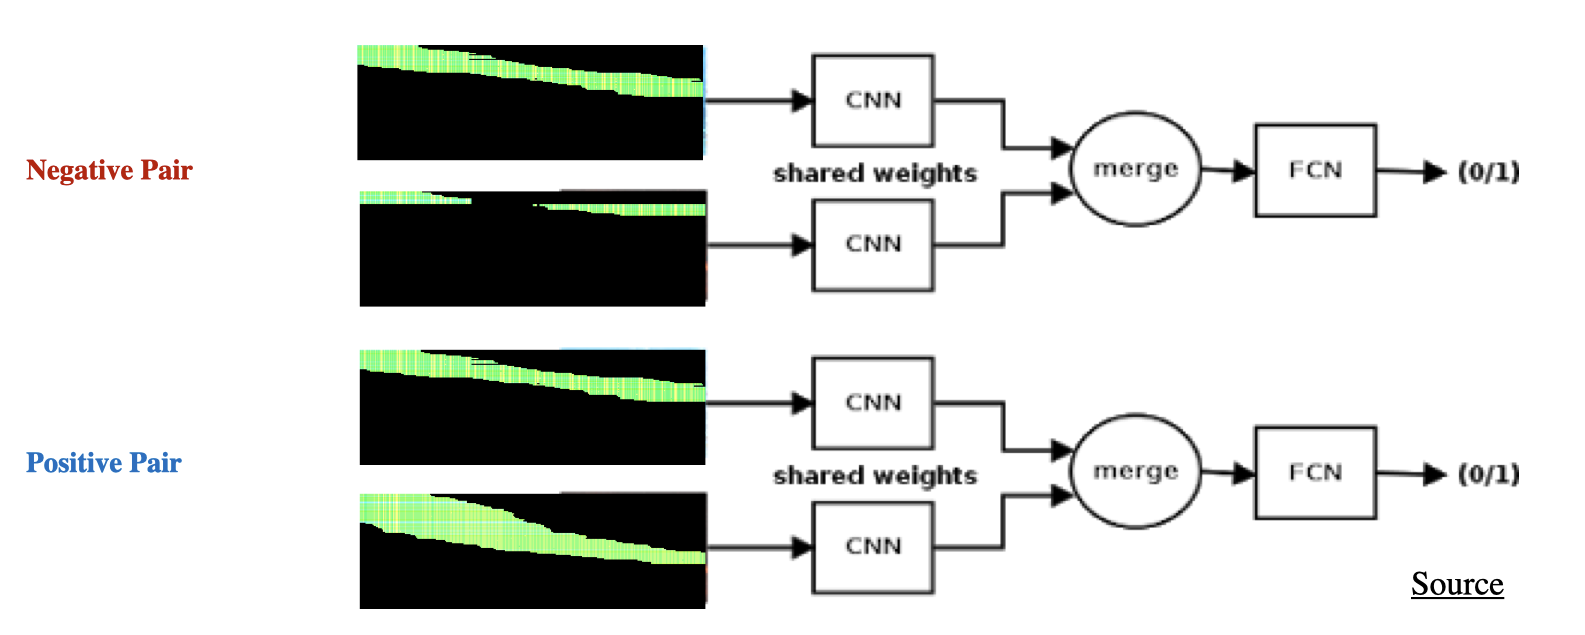 Negative Pair
CNN
shared weights
CNN
merge
FCN
(0/1)
Positive Pair
CNN
shared weights
CNN
merge
FCN
(0/1)
Source